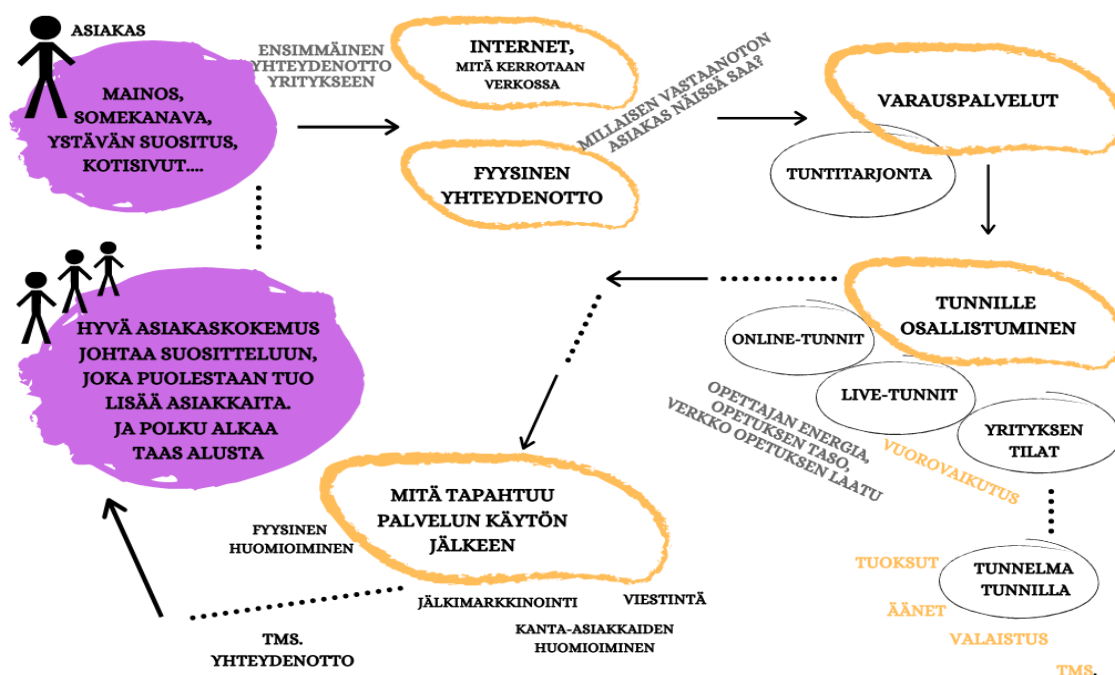 ASIAKAS
MAINOS,
SOMEKANAVA,
YSTÄVÄN SUOSITUS,
KOTISIVUT....
ENSIMMÄINEN
YHTEYDENOTTO
YRITYKSEEN
INTERNET,
MITÄ KERROTAAN
VERKOSSA
FYYSINEN
YHTEYDENOTTO
MILLAISEN VASTAANOTON
ASIAKAS NÄISSÄ SAA?
VARAUSPALVELUT
TUNTITARJONTA
TUNNILLE
OSALLISTUMINEN
ONLINE-TUNNIT
LIVE-TUNNIT
YRITYKSEN
TILAT
OPETTAJAN ENERGIA,
OPETUKSEN TASO,
VERKKO OPETUKSEN LAATU
VUOROVAIKUTUS
TUNNELMA
TUNNILLA
TUOKSUT
ÄÄNET
VALAISTUS
TMS.
MITÄ TAPAHTUU
PALVELUN KÄYTÖN
JÄLKEEN
FYYSINEN
HUOMIOIMINEN
JÄLKIMARKKINOINTI
VIESTINTÄ
KANTA-ASIAKKAIDEN
HUOMIOIMINEN
TMS.
YHTEYDENOTTO
HYVÄ ASIAKASKOKEMUS
JOHTAA SUOSITTELUUN,
JOKA PUOLESTAAN TUO
LISÄÄ ASIAKKAITA.
JA POLKU ALKAA
TAAS ALUSTA